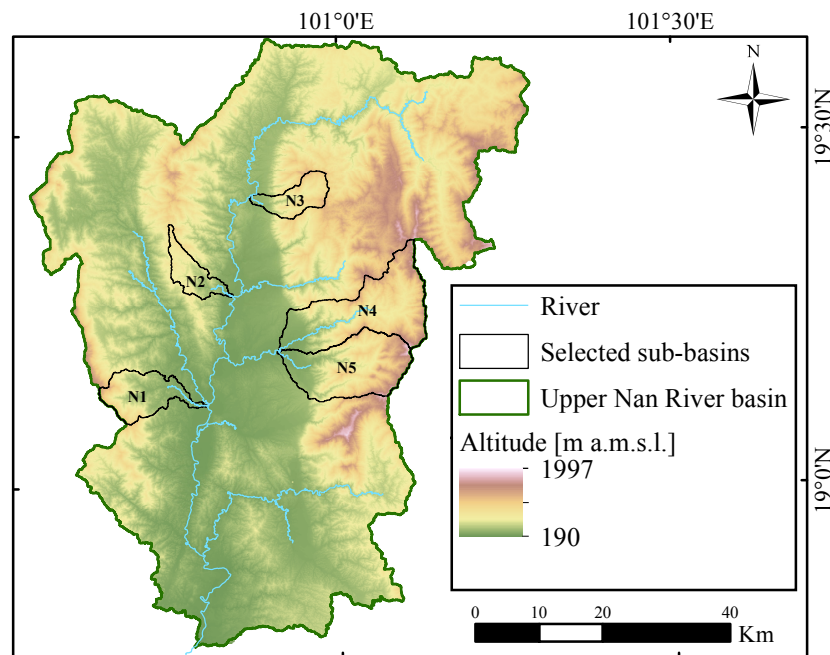 101°0'E 101°30'E
N
19°30'N
N3
N2
N4
River
N5
Selected sub-basins
N1
Upper Nan River basin
Altitude [m a.m.s.l.]
1997
190
19°0'N
0 10 20 40
Km